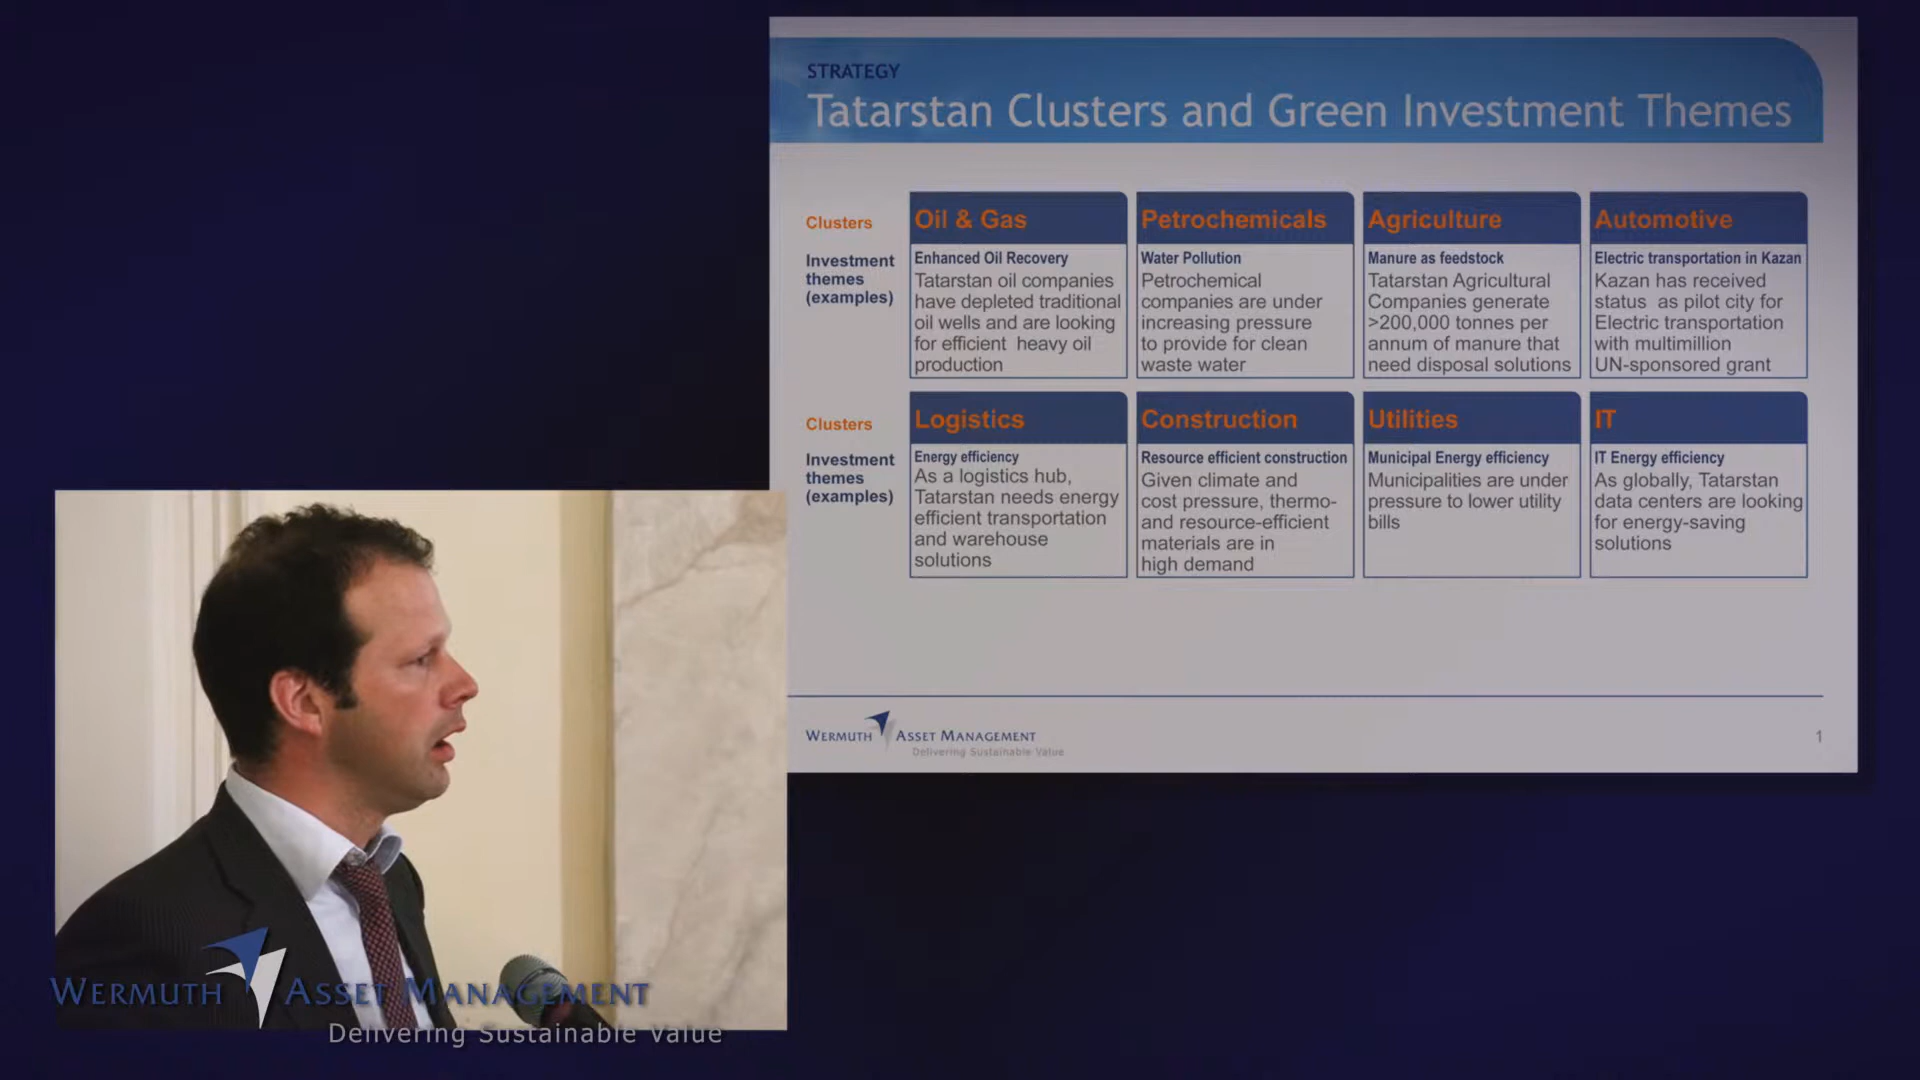 STRATEGY
Tatarstan Clusters and Green Investment Themes
Clusters
Oil & Gas
Petrochemicals
Agriculture
Automotive
Investment
themes
(examples)
Enhanced Oil Recovery
Tatarstan oil companies
have depleted traditional
oil wells and are looking
for efficient heavy oil
production
Water Pollution
Petrochemical
companies are under
increasing pressure
to provide for clean
waste water
Manure as feedstock
Tatarstan Agricultural
Companies generate
>200,000 tonnes per
annum of manure that
need disposal solutions
Electric transportation in Kazan
Kazan has received
status as pilot city for
Electric transportation
with multimillion
UN-sponsored grant
Clusters
Logistics
Construction
Utilities
IT
Investment
themes
(examples)
Energy efficiency
As a logistics hub,
Tatarstan needs energy
efficient transportation
and warehouse
solutions
Resource efficient construction
Given climate and
cost pressure, thermo-
and resource-efficient
materials are in
high demand
Municipal Energy efficiency
Municipalities are under
pressure to lower utility
bills
IT Energy efficiency
As globally, Tatarstan
data centers are looking
for energy-saving
solutions
WERMUTH ASSET MANAGEMENT
Delivering Sustainable Value
1
WERMUTH ASSET MANAGEMENT
Delivering Sustainable Value